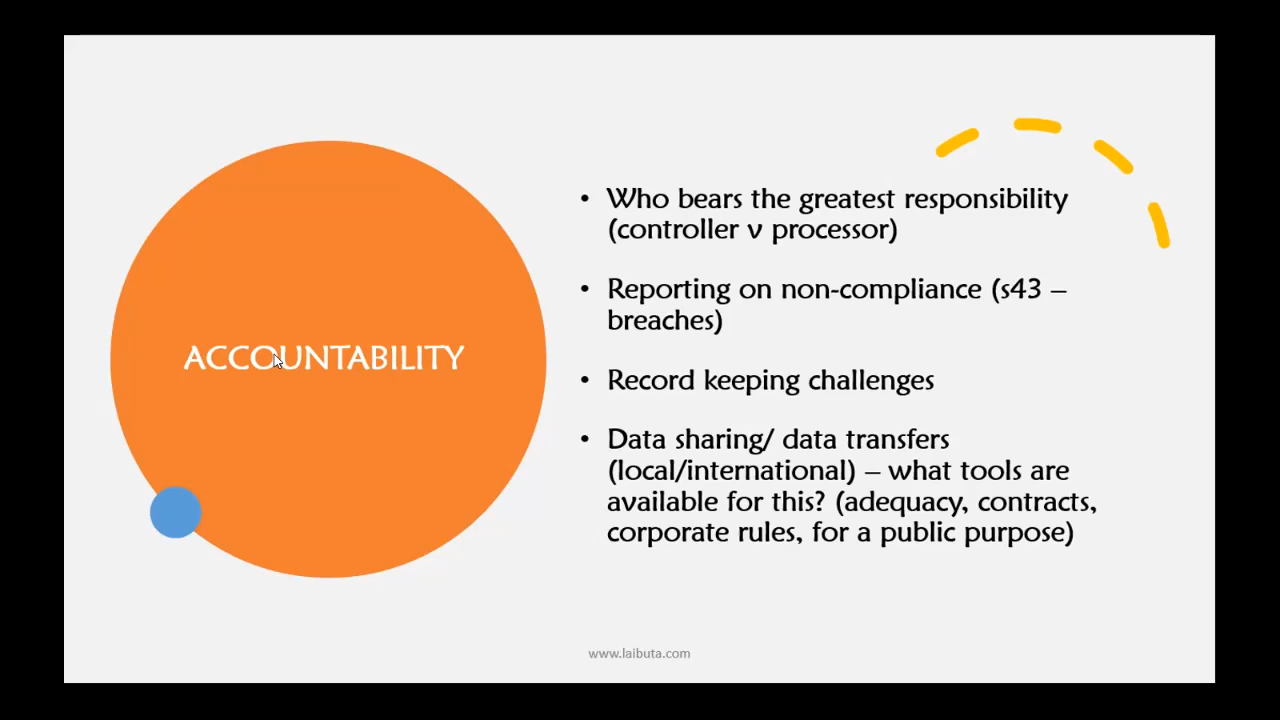 ACCOUNTABILITY
• Who bears the greatest responsibility
(controller v processor)
• Reporting on non-compliance (s43 –
breaches)
• Record keeping challenges
• Data sharing/ data transfers
(local/international) – what tools are
available for this? (adequacy, contracts,
corporate rules, for a public purpose)
www.laibuta.com